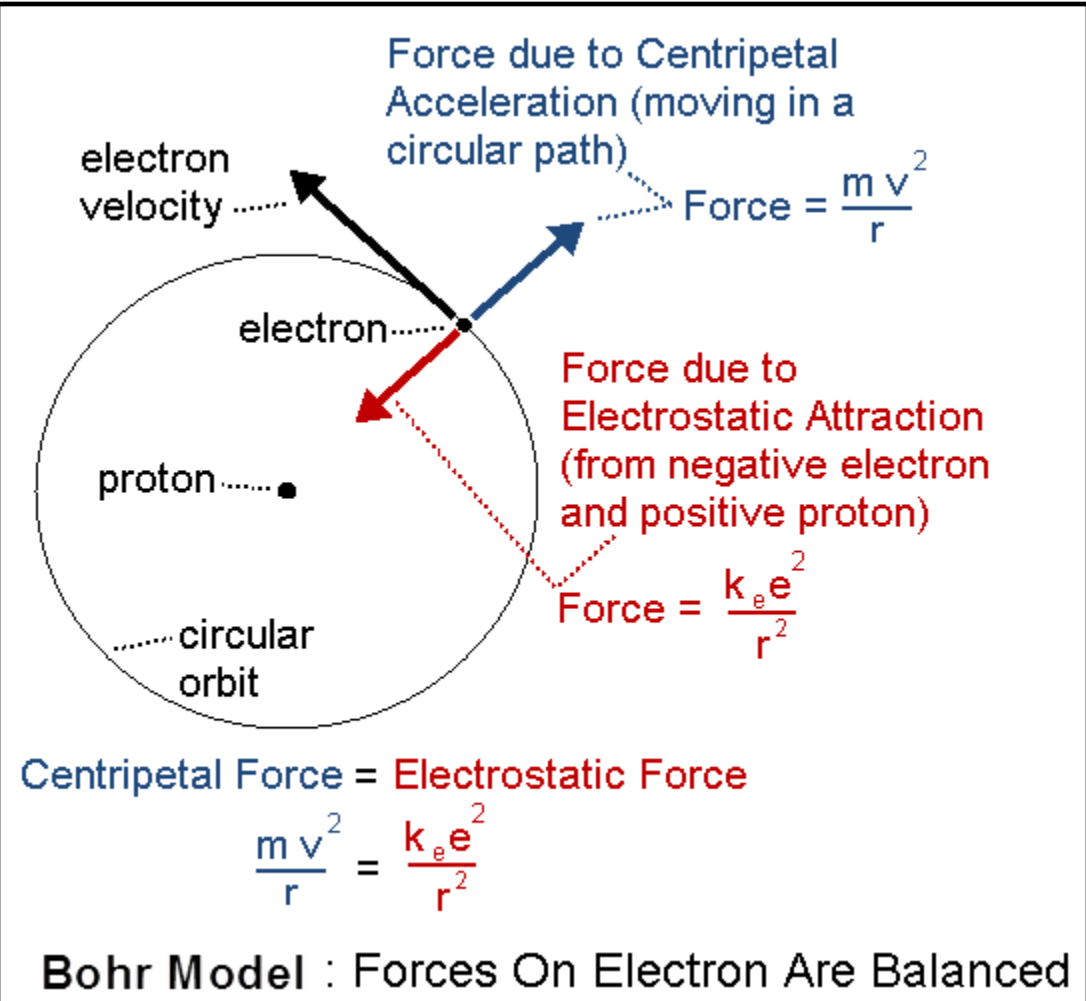 Force due to Centripetal
Acceleration (moving in a
circular path)
Force = m v² / r
electron
velocity
electron
Force due to
Electrostatic Attraction
(from negative electron
and positive proton)
Force = kₑe² / r²
proton
circular
orbit
Centripetal Force = Electrostatic Force
m v² / r = kₑe² / r²
Bohr Model : Forces On Electron Are Balanced